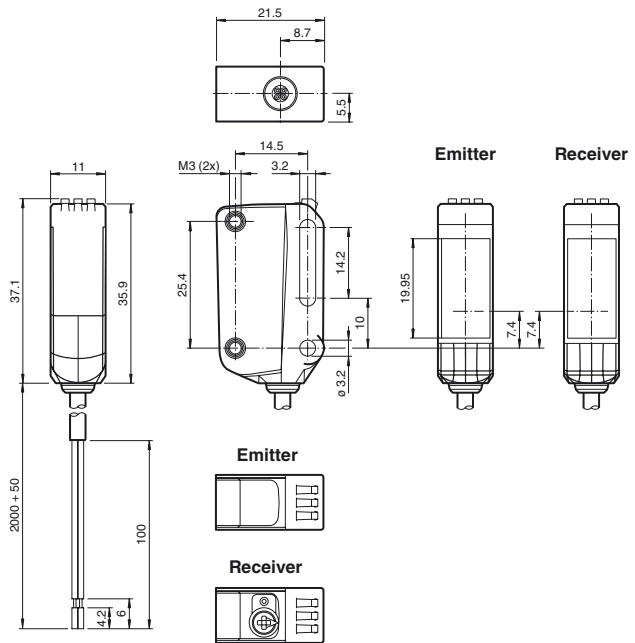 21.5
8.7
5.5
14.5
M3 (2x)
3.2
Emitter
Receiver
11
37.1
35.9
25.4
14.2
10
ø 3.2
19.95
7.4
7.4
2000 + 50
100
4.2
6
Emitter
Receiver